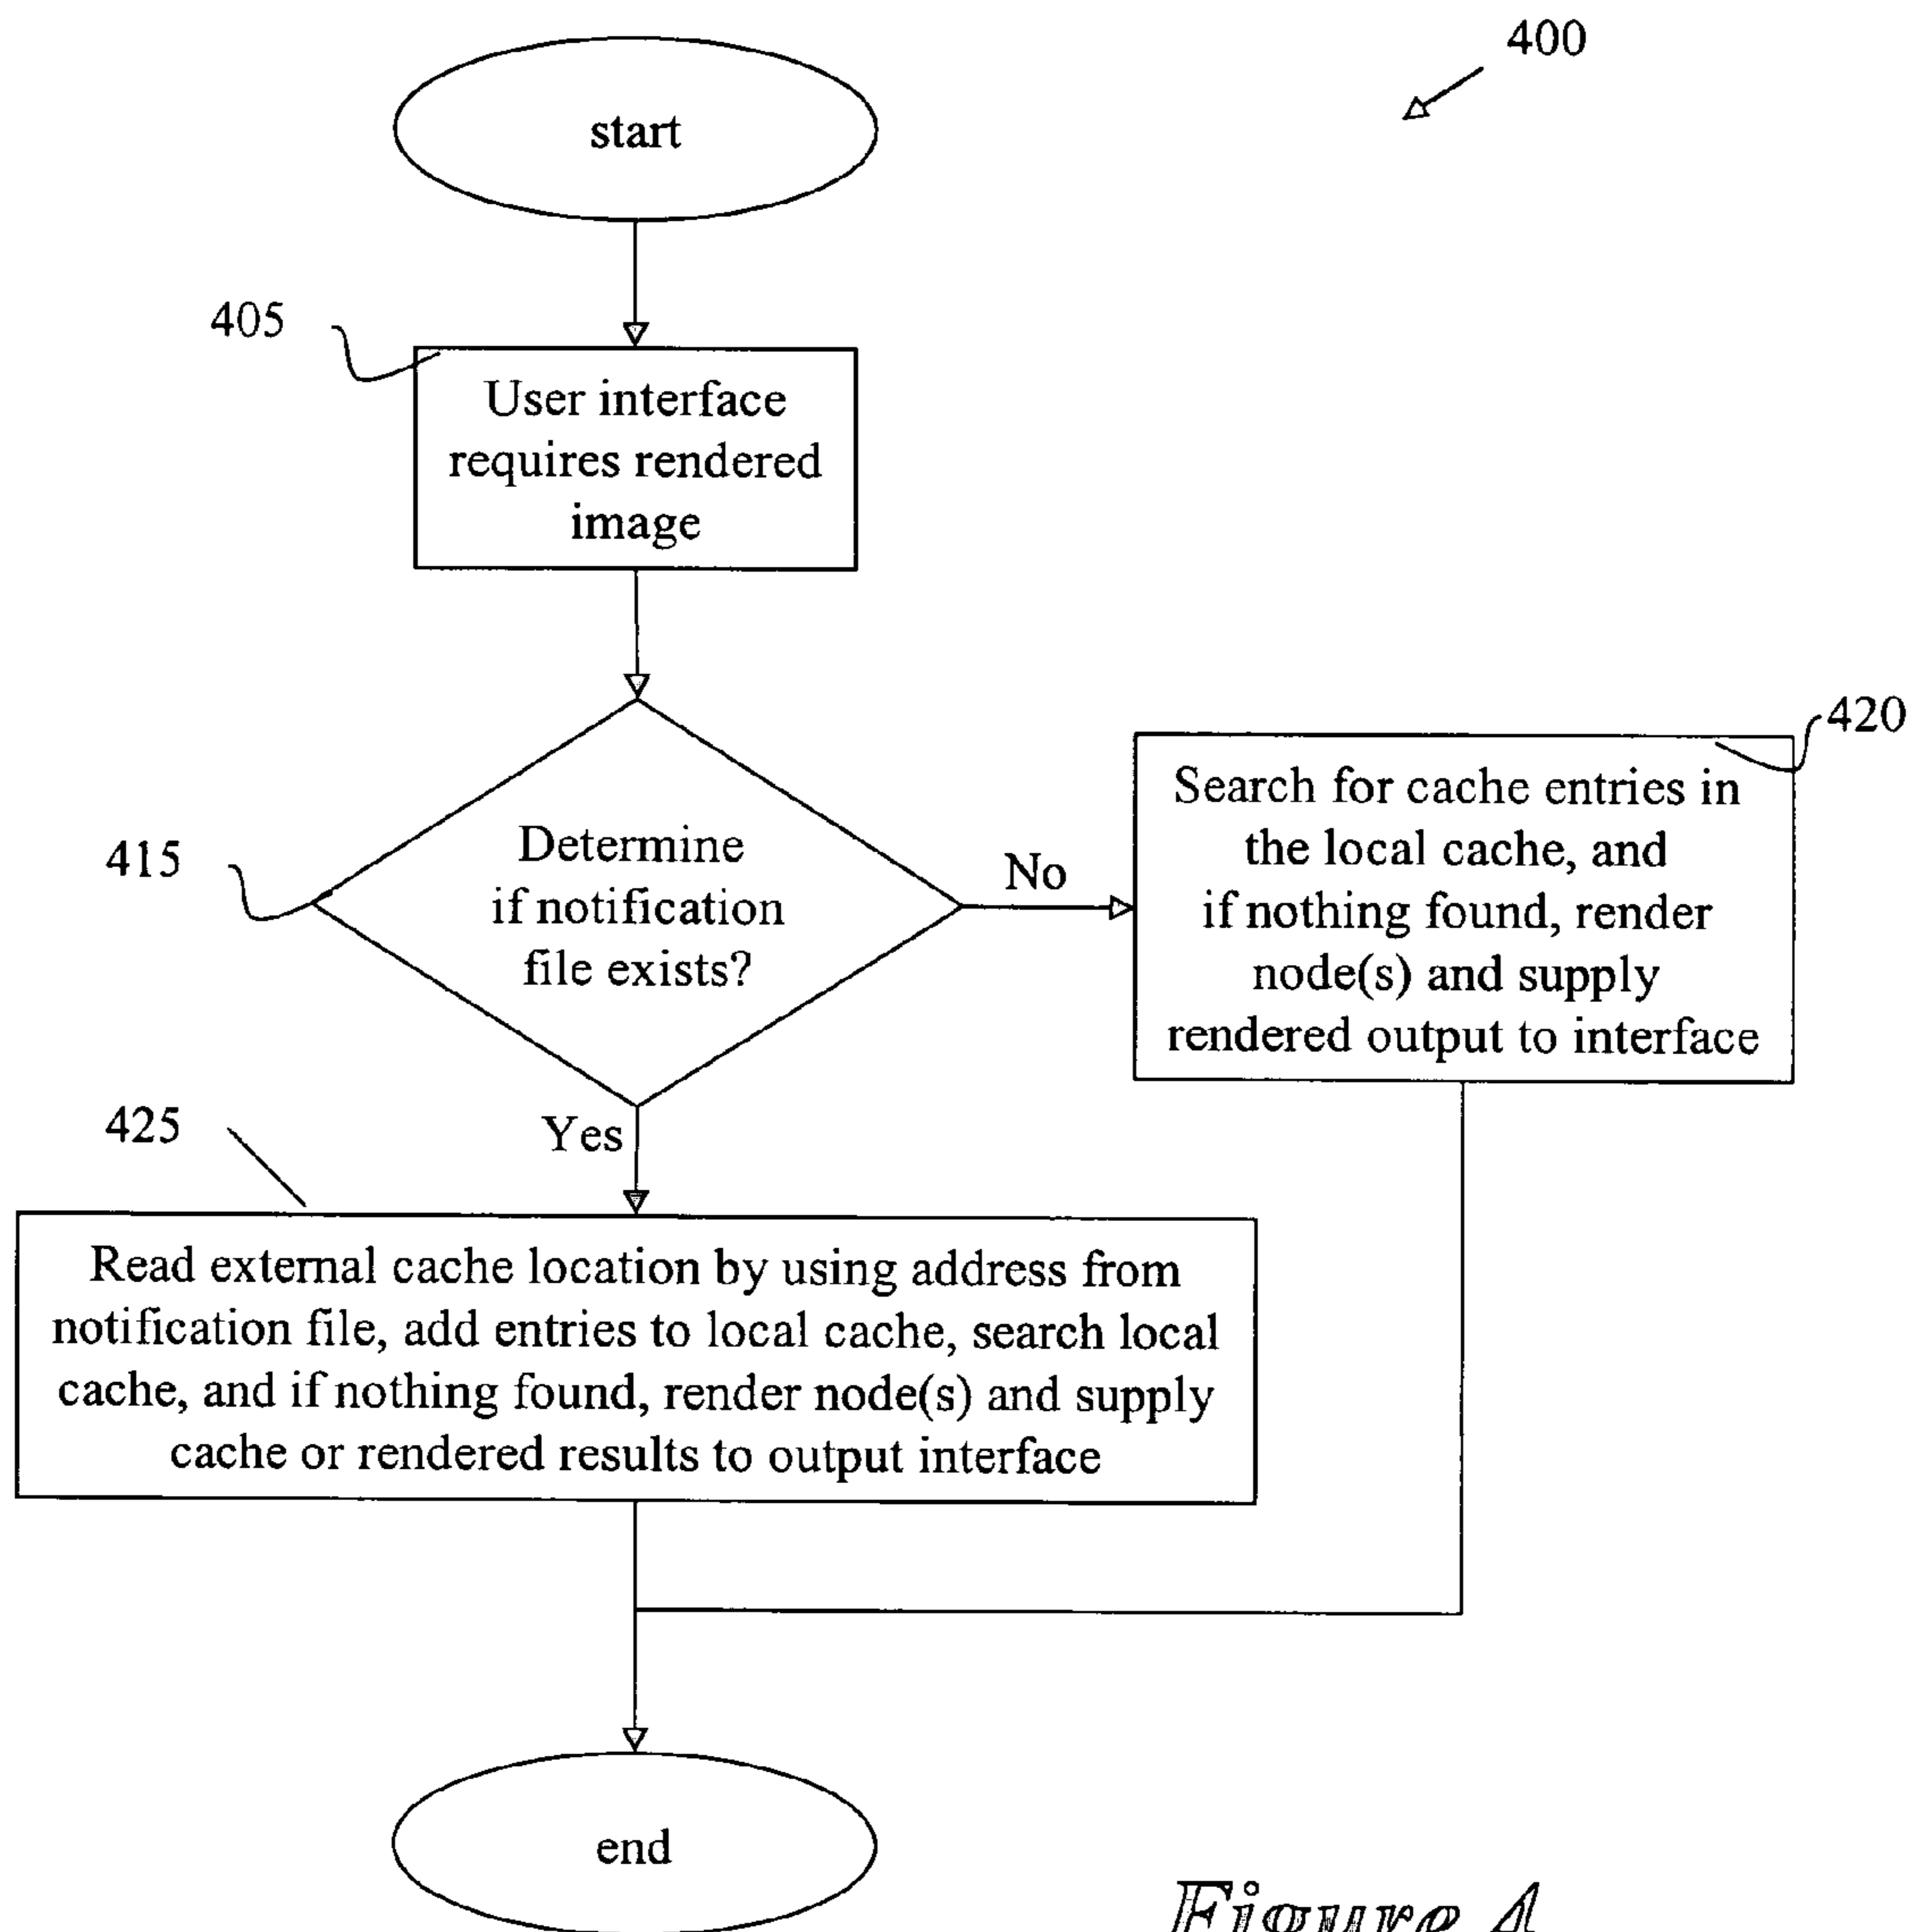 400
start
405
User interface
requires rendered
image
415
Determine
if notification
file exists?
No
420
Search for cache entries in
the local cache, and
if nothing found, render
node(s) and supply
rendered output to interface
Yes
425
Read external cache location by using address from
notification file, add entries to local cache, search local
cache, and if nothing found, render node(s) and supply
cache or rendered results to output interface
end
Figure 4